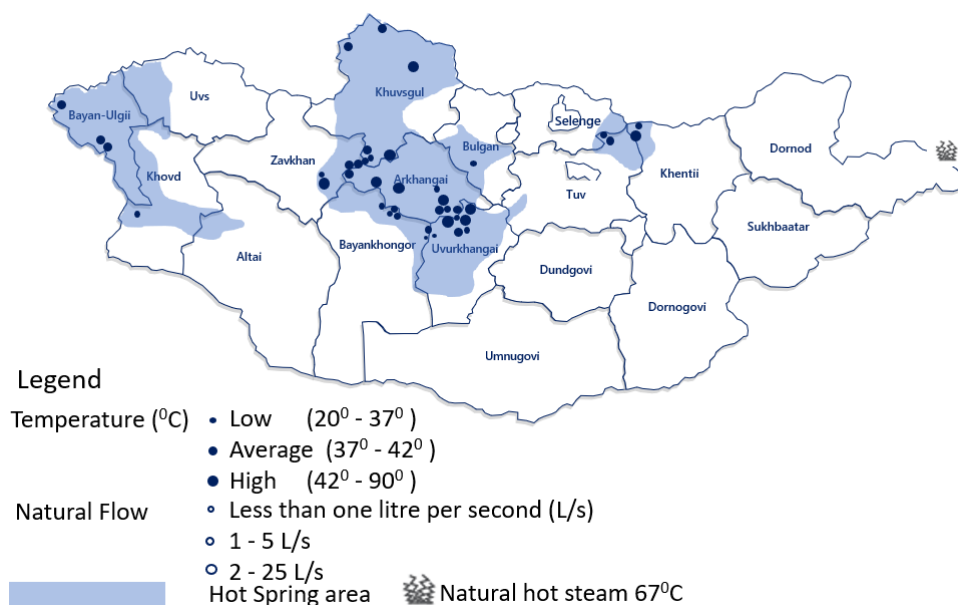 Uvs
Khuvsgul
Bayan-Ulgii
Selenge
Bulgan
Dornod
Khovd
Zavkhan
Arkhangai
Tuv
Khentii
Sukhbaatar
Altai
Bayankhongor
Uvurkhangai
Dundgovi
Dornogovi
Umnugovi
Legend
Temperature (⁰C)
Low (20⁰ - 37⁰ )
Average (37⁰ - 42⁰ )
High (42⁰ - 90⁰ )
Natural Flow
Less than one litre per second (L/s)
1 - 5 L/s
2 - 25 L/s
Hot Spring area
Natural hot steam 67⁰C